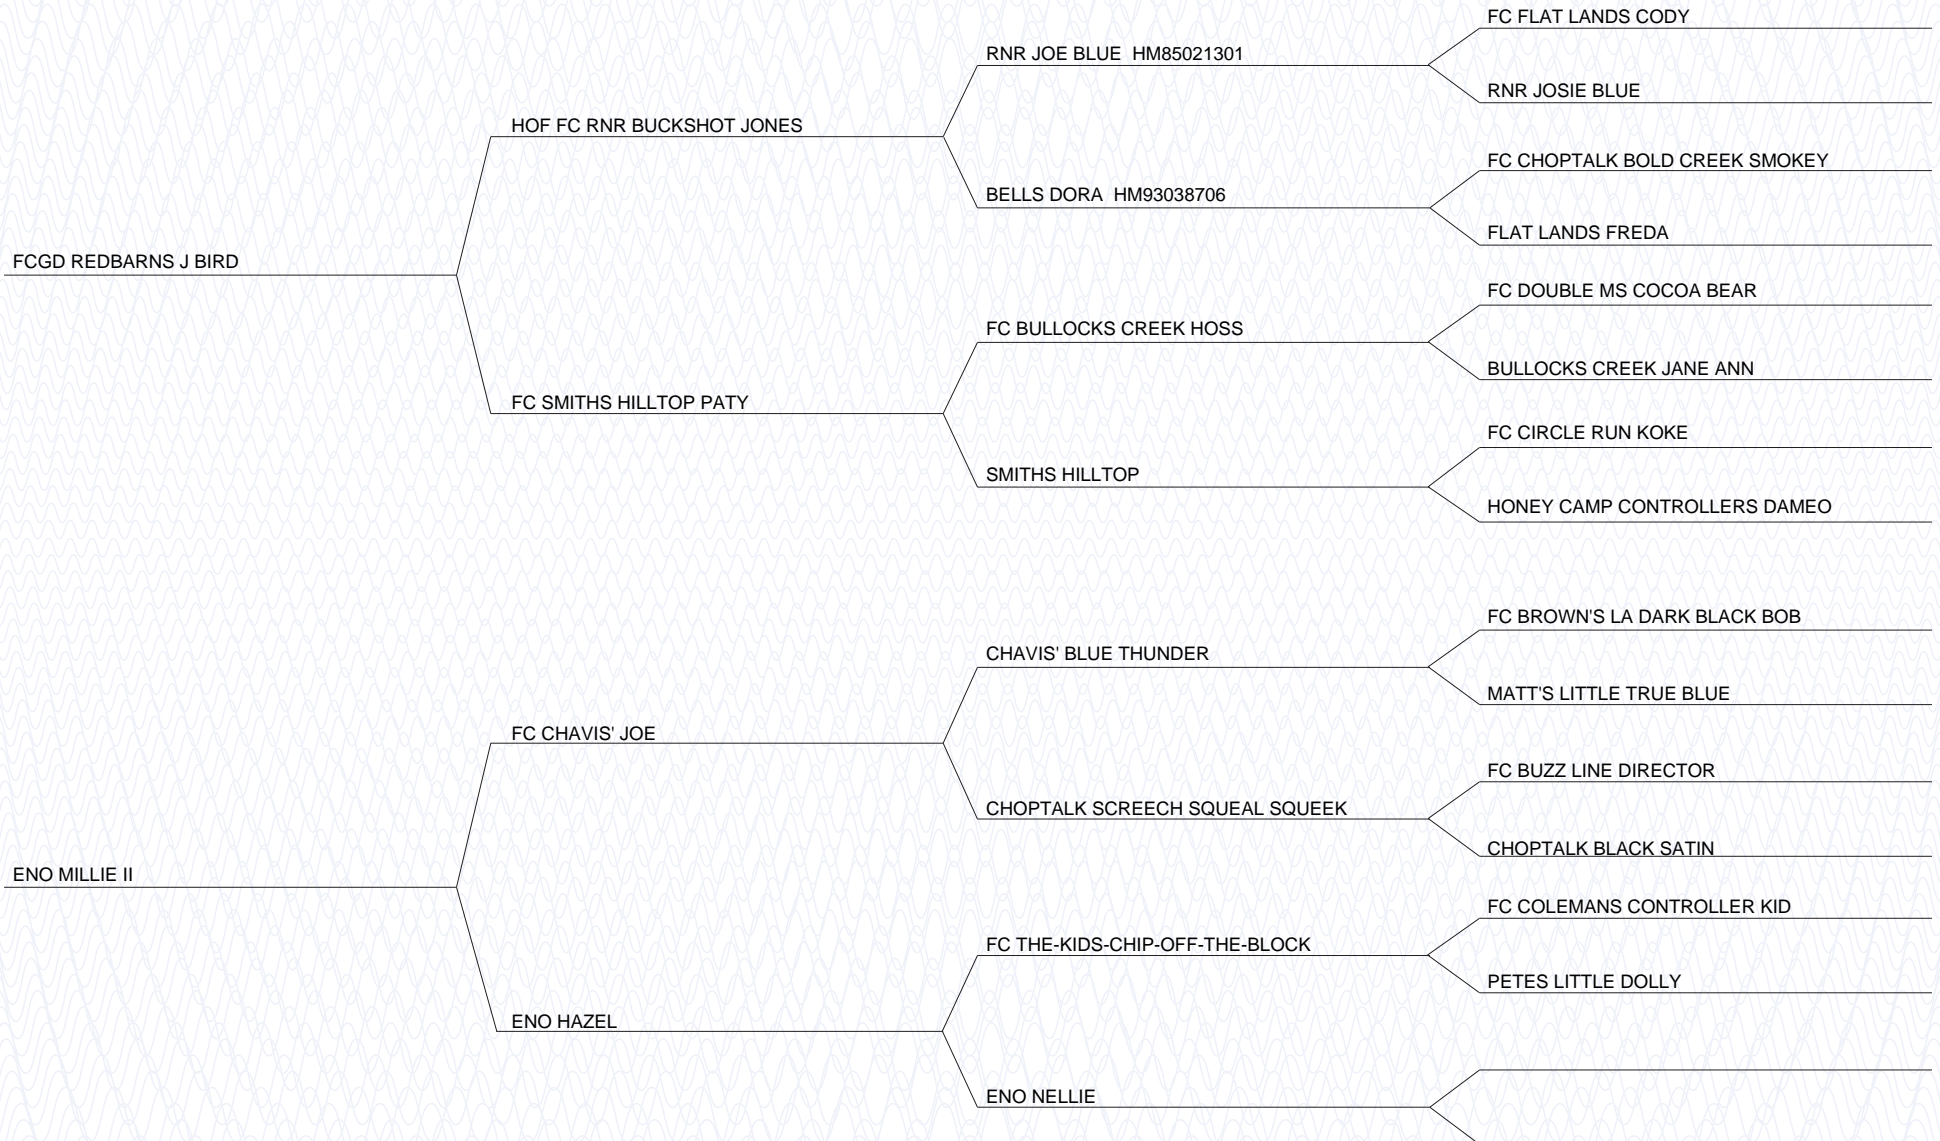 FC FLAT LANDS CODY
RNR JOE BLUE  HM85021301
RNR JOSIE BLUE
HOF FC RNR BUCKSHOT JONES
FC CHOPTALK BOLD CREEK SMOKEY
BELLS DORA  HM93038706
FLAT LANDS FREDA
FCGD REDBARNS J BIRD
FC DOUBLE MS COCOA BEAR
FC BULLOCKS CREEK HOSS
BULLOCKS CREEK JANE ANN
FC SMITHS HILLTOP PATY
FC CIRCLE RUN KOKE
SMITHS HILLTOP
HONEY CAMP CONTROLLERS DAMEO
FC BROWN'S LA DARK BLACK BOB
CHAVIS' BLUE THUNDER
MATT'S LITTLE TRUE BLUE
FC CHAVIS' JOE
FC BUZZ LINE DIRECTOR
CHOPTALK SCREECH SQUEAL SQUEEK
CHOPTALK BLACK SATIN
ENO MILLIE II
FC COLEMANS CONTROLLER KID
FC THE-KIDS-CHIP-OFF-THE-BLOCK
PETES LITTLE DOLLY
ENO HAZEL
ENO NELLIE